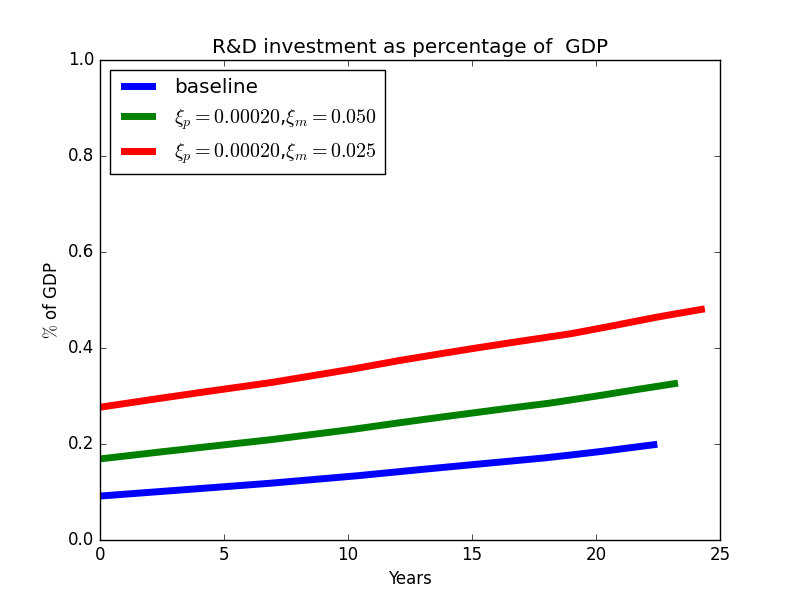 R&D investment as percentage of  GDP
1.0
0.8
0.6
0.4
0.2
0.0
% of GDP
baseline
ξₚ = 0.00020,ξₘ = 0.050
ξₚ = 0.00020,ξₘ = 0.025
0 5 10 15 20 25
Years